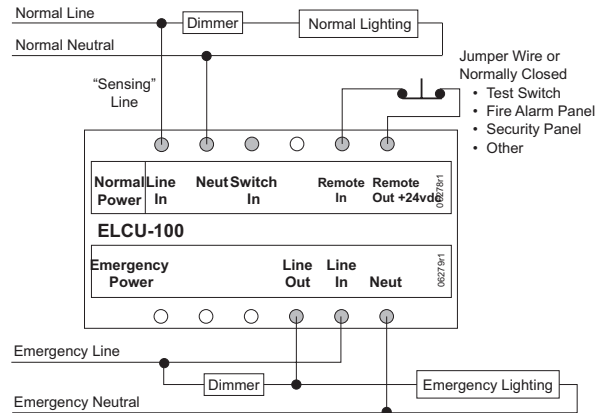 Normal Line
Dimmer
Normal Lighting
Normal Neutral
"Sensing"
Line
Jumper Wire or
Normally Closed
• Test Switch
• Fire Alarm Panel
• Security Panel
• Other
Normal
Power
Line
In
Neut
Switch
In
Remote
In
Remote
Out +24vdc
06278r1
ELCU-100
Emergency
Power
Line
Out
Line
In
Neut
06279r1
Emergency Line
Dimmer
Emergency Lighting
Emergency Neutral